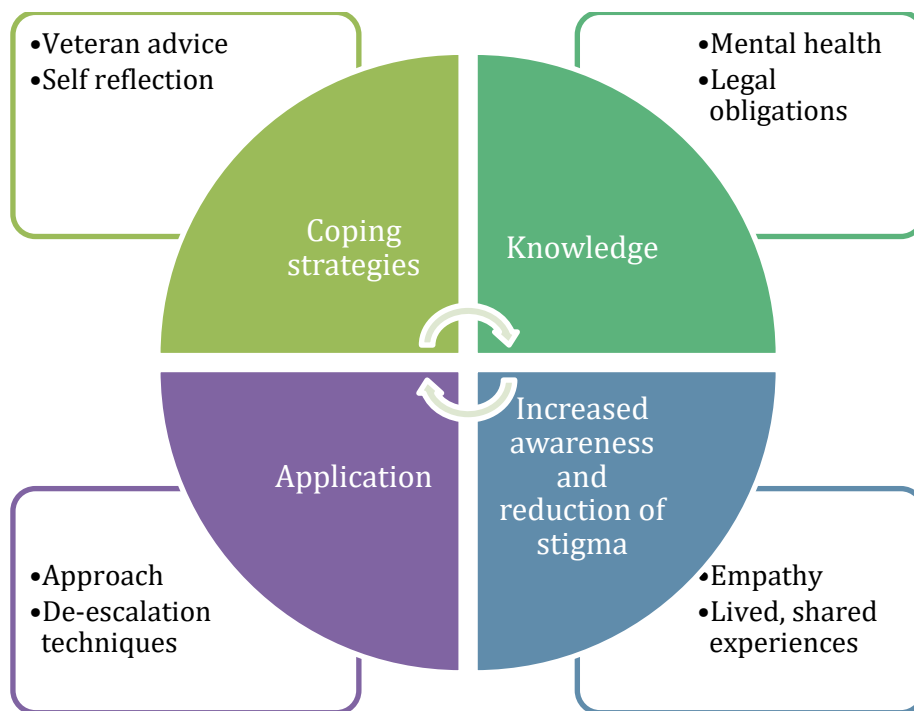 •Veteran advice
•Self reflection
•Mental health
•Legal
obligations
Coping
strategies
Knowledge
Application
Increased
awareness
and
reduction of
stigma
•Approach
•De-escalation
techniques
•Empathy
•Lived, shared
experiences